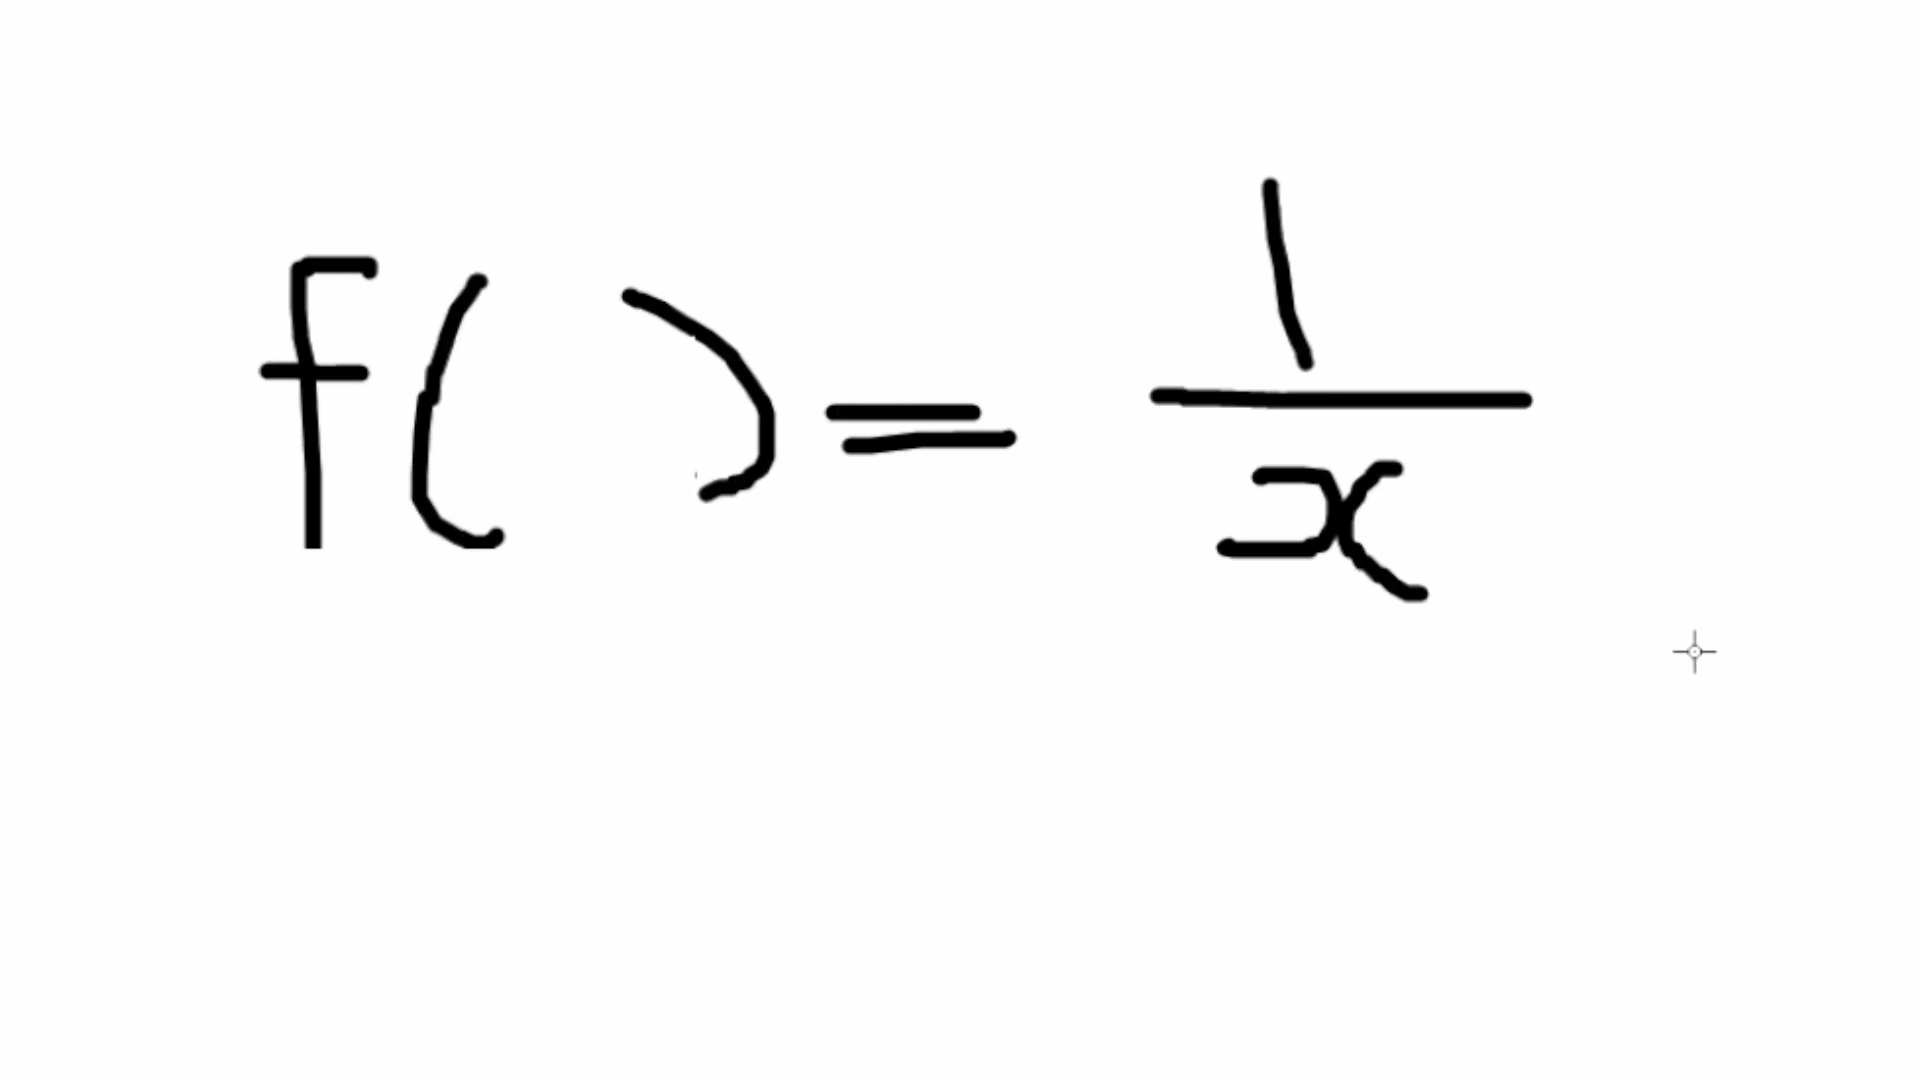 f( ) = 1/x